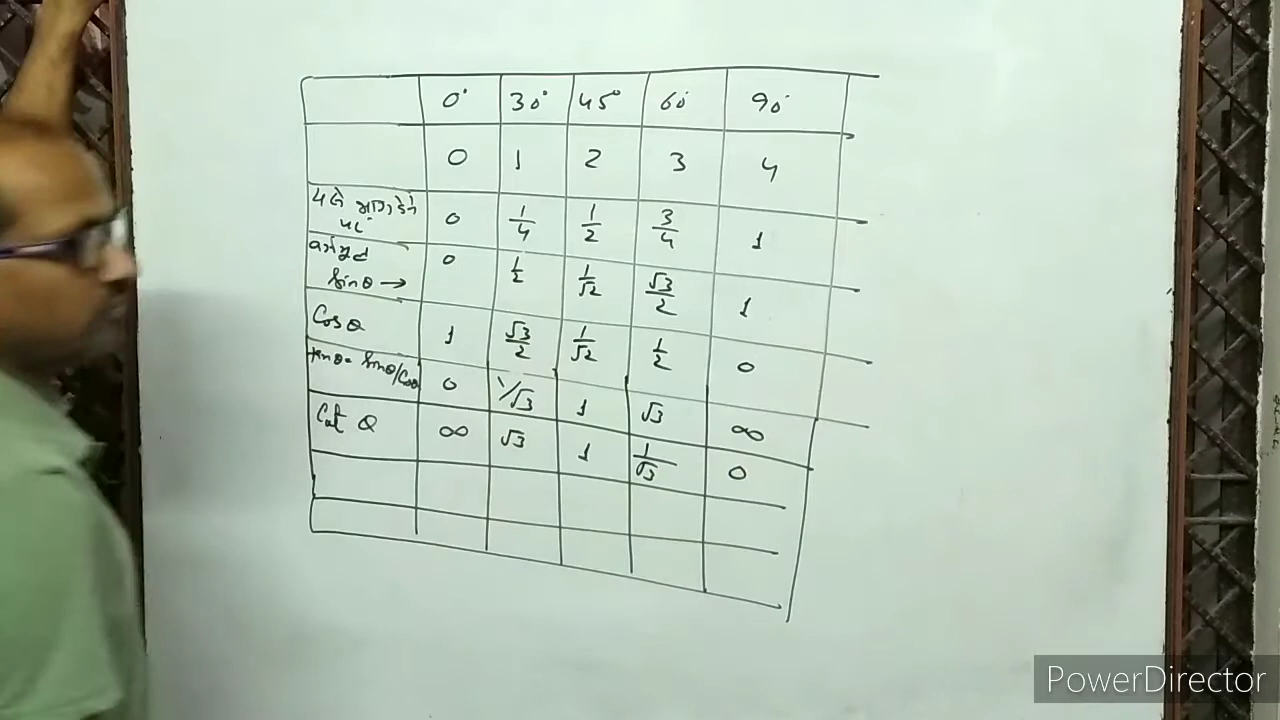 0° 30° 45° 60° 90°
0 1 2 3 4
0 1/4 1/2 3/4 1
sinθ → 0 1/2 1/√2 √3/2 1
Cosθ 1 √3/2 1/√2 1/2 0
tanθ= sinθ/Cosθ 0 1/√3 1 √3 ∞
Cot θ ∞ √3 1 1/√3 0
PowerDirector